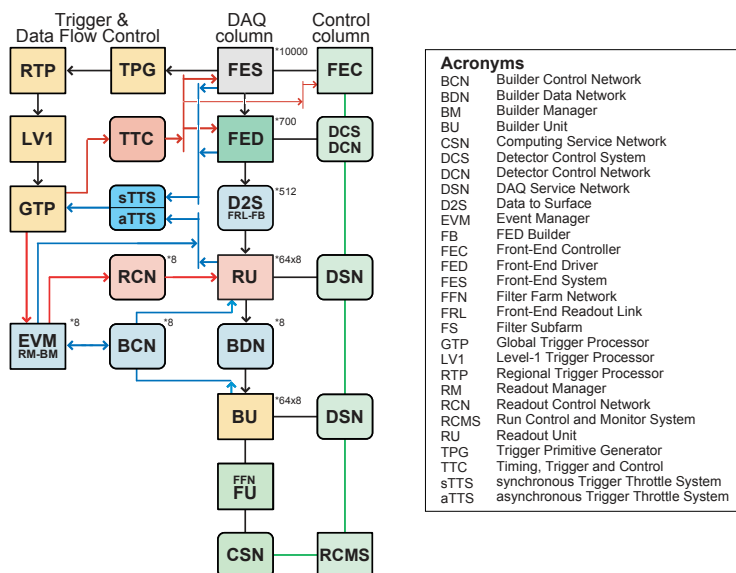 Trigger &
Data Flow Control
DAQ
column
Control
column
RTP
TPG
FES
*10000
FEC
LV1
TTC
FED
*700
DCS
DCN
GTP
sTTS
aTTS
D2S
FRL-FB
*512
RCN
*8
RU
*64x8
DSN
EVM
RM-BM
*8
BCN
*8
BDN
*8
BU
*64x8
DSN
FFN
FU
CSN
RCMS
Acronyms
BCN Builder Control Network
BDN Builder Data Network
BM Builder Manager
BU Builder Unit
CSN Computing Service Network
DCS Detector Control System
DCN Detector Control Network
DSN DAQ Service Network
D2S Data to Surface
EVM Event Manager
FB FED Builder
FEC Front-End Controller
FED Front-End Driver
FES Front-End System
FFN Filter Farm Network
FRL Front-End Readout Link
FS Filter Subfarm
GTP Global Trigger Processor
LV1 Level-1 Trigger Processor
RTP Regional Trigger Processor
RM Readout Manager
RCN Readout Control Network
RCMS Run Control and Monitor System
RU Readout Unit
TPG Trigger Primitive Generator
TTC Timing, Trigger and Control
sTTS synchronous Trigger Throttle System
aTTS asynchronous Trigger Throttle System